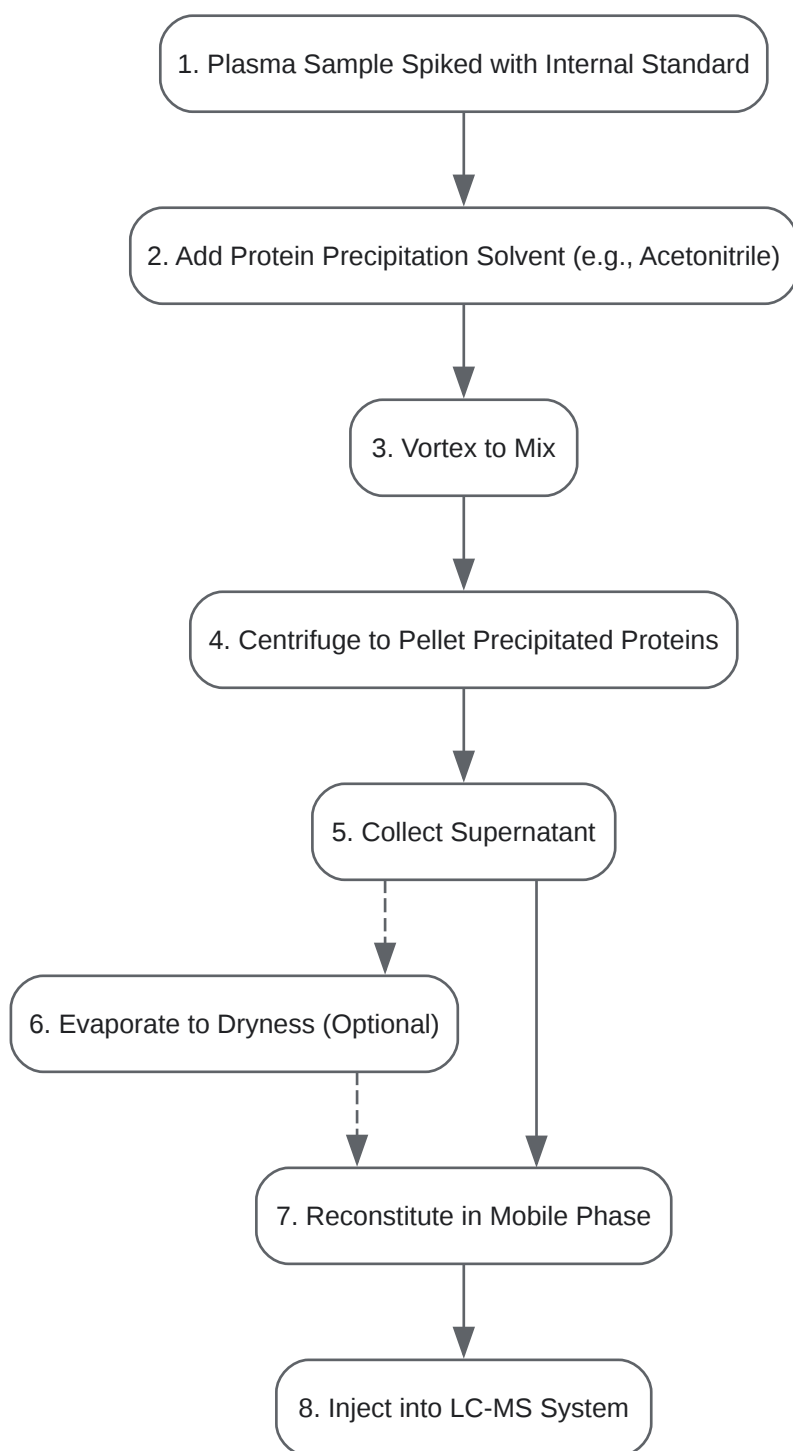 1. Plasma Sample Spiked with Internal Standard
2. Add Protein Precipitation Solvent (e.g., Acetonitrile)
3. Vortex to Mix
4. Centrifuge to Pellet Precipitated Proteins
5. Collect Supernatant
6. Evaporate to Dryness (Optional)
7. Reconstitute in Mobile Phase
8. Inject into LC-MS System